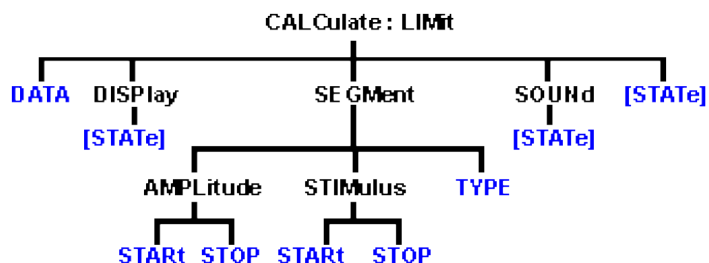 CALCulate : LIMit
DATA DISPlay SEGMent SOUNd [STATe]
[STATe] [STATe]
AMPLitude STIMulus TYPE
STARt STOP STARt STOP